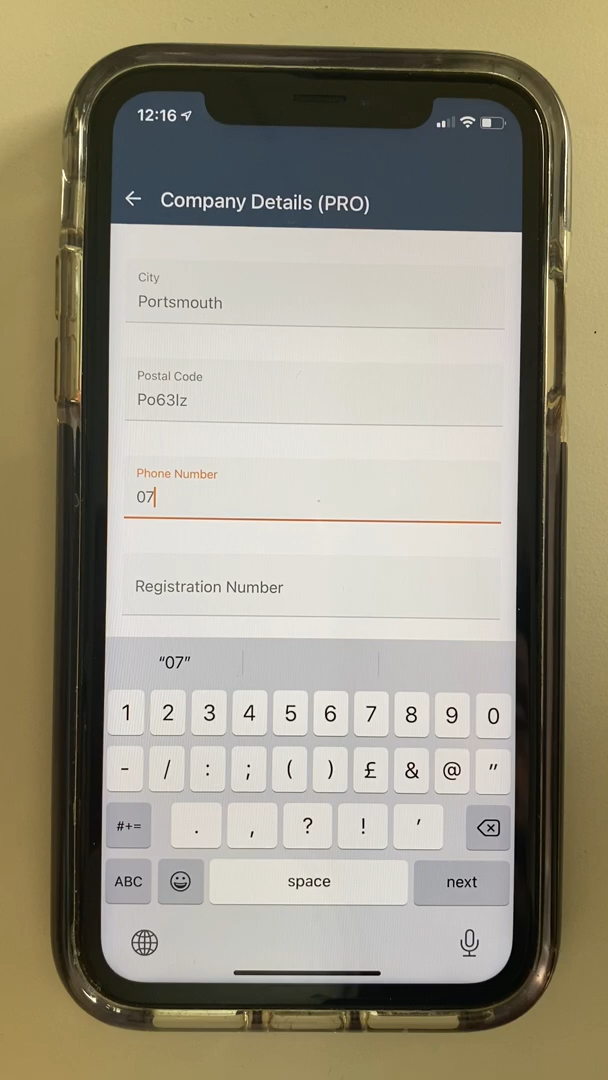 12:16
Company Details (PRO)
City
Portsmouth
Postal Code
Po63lz
Phone Number
07
Registration Number
“07”
1 2 3 4 5 6 7 8 9 0
- / : ; ( ) £ & @ "
#+= . , ? ! '
ABC space next